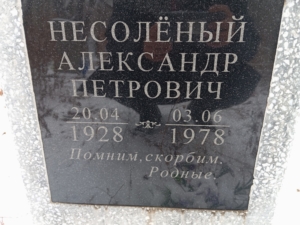 НЕСОЛЁНЫЙ
АЛЕКСАНДР
ПЕТРОВИЧ
20.04 03.06
1928 1978
Помним, скорбим.
Родные.